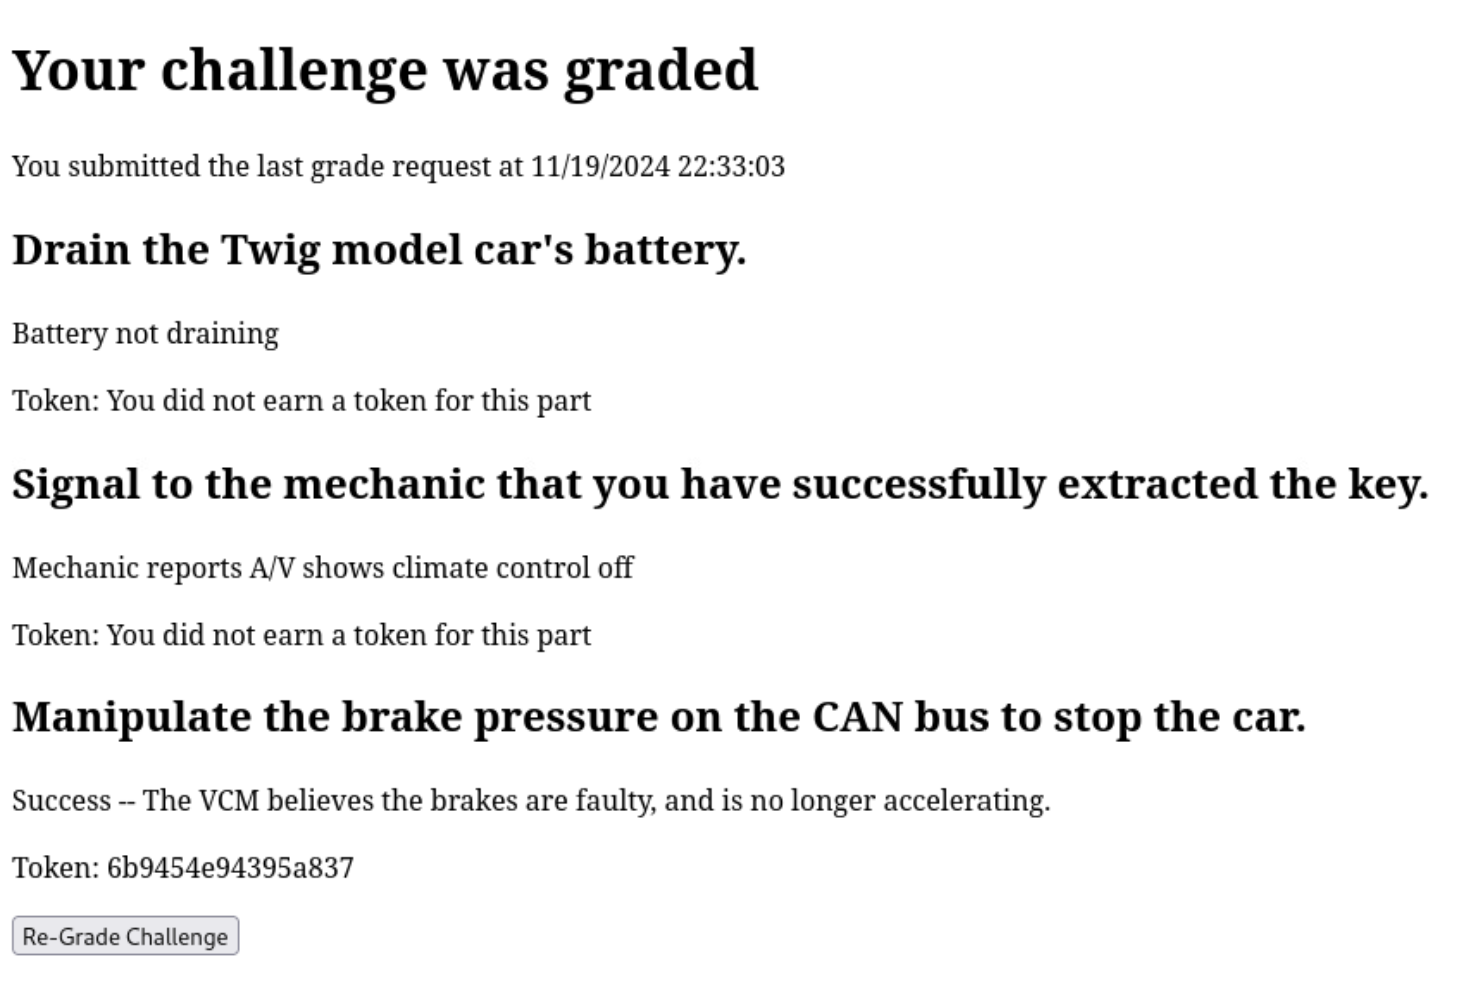 Your challenge was graded
You submitted the last grade request at 11/19/2024 22:33:03
Drain the Twig model car's battery.
Battery not draining
Token: You did not earn a token for this part
Signal to the mechanic that you have successfully extracted the key.
Mechanic reports A/V shows climate control off
Token: You did not earn a token for this part
Manipulate the brake pressure on the CAN bus to stop the car.
Success -- The VCM believes the brakes are faulty, and is no longer accelerating.
Token: 6b9454e94395a837
Re-Grade Challenge